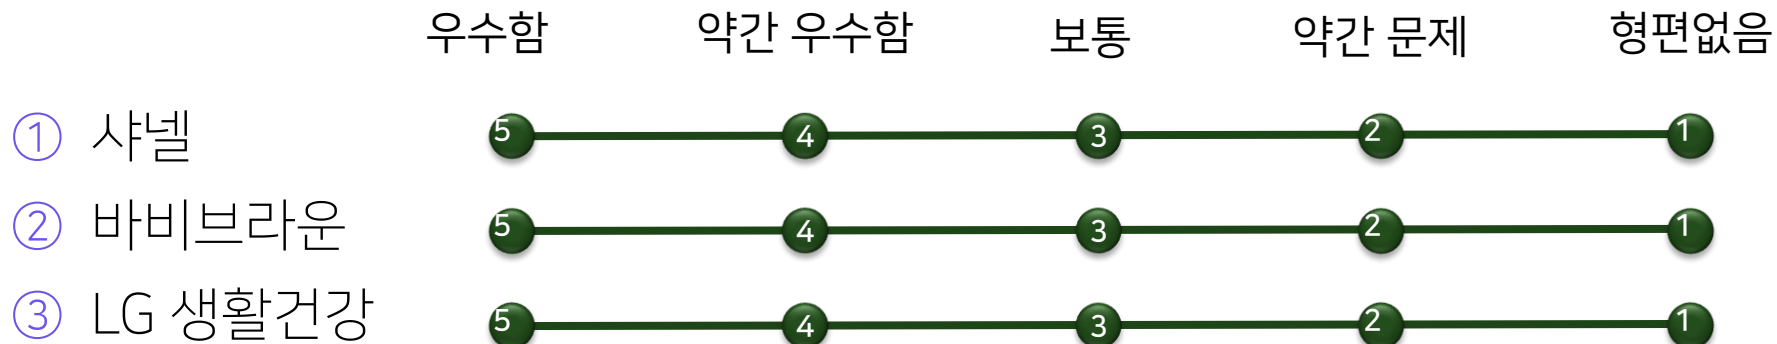 우수함 약간 우수함 보통 약간 문제 형편없음
① 샤넬 5 4 3 2 1
② 바비브라운 5 4 3 2 1
③ LG 생활건강 5 4 3 2 1